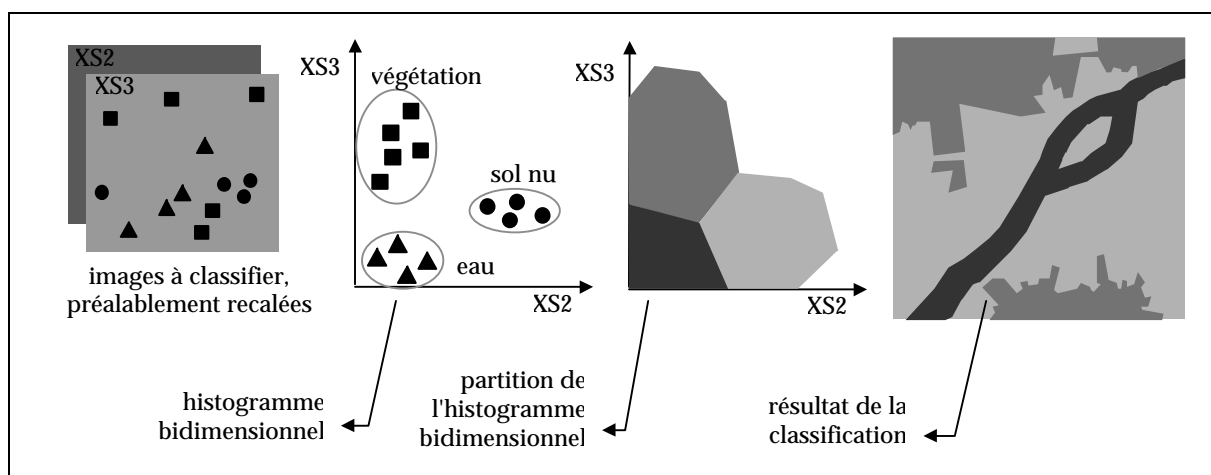 XS2
XS3
images à classifier,
préalablement recalées
XS3
végétation
sol nu
eau
XS2
histogramme
bidimensionnel
XS3
XS2
partition de
l'histogramme
bidimensionnel
résultat de la
classification